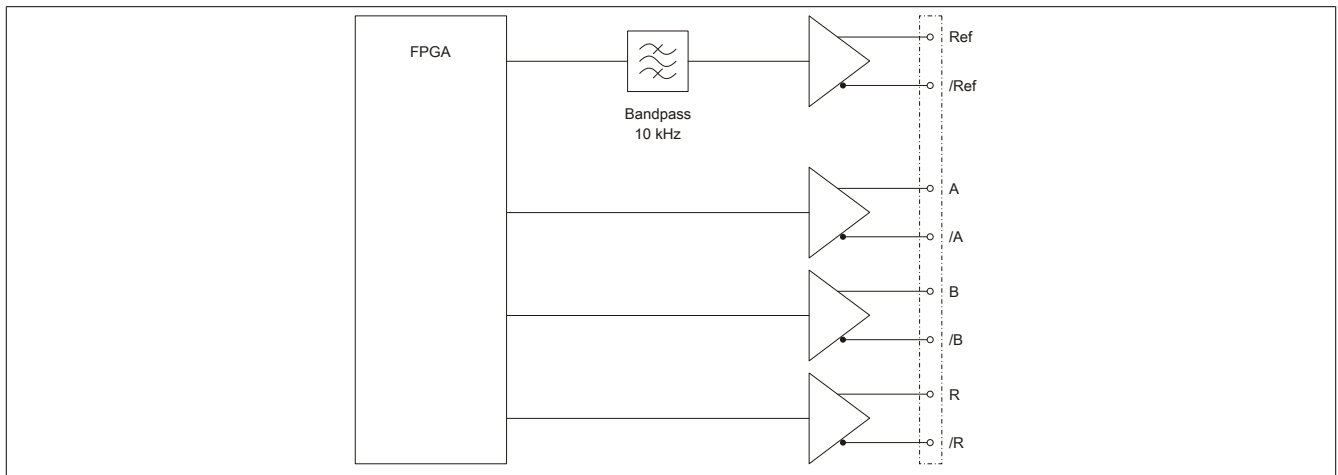 FPGA
Bandpass
10 kHz
Ref
/Ref
A
/A
B
/B
R
/R